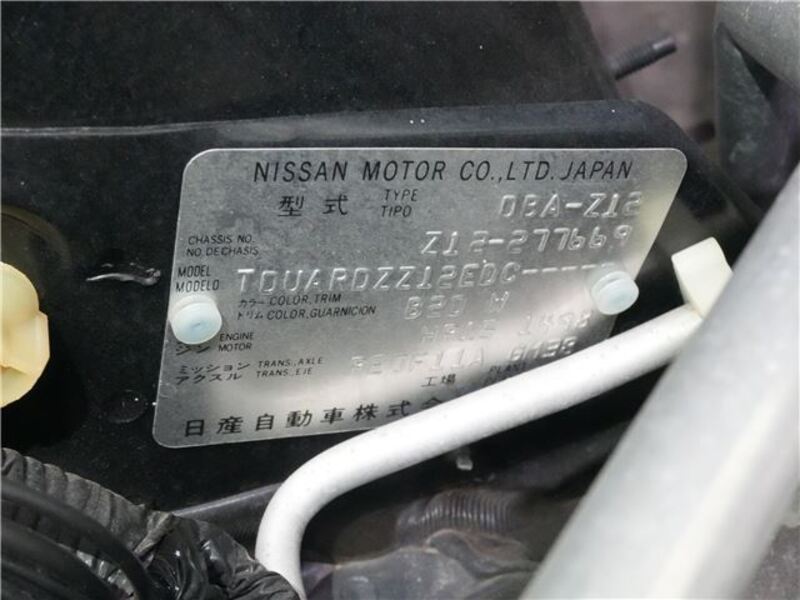 NISSAN MOTOR CO.,LTD.JAPAN
型式 TYPE TIPO DBA-Z12
CHASSIS NO.
NO DE CHASIS Z12-277669
MODEL
MODELO TDUARDZZ12EDC-----
カラー COLOR,TRIM
トリム COLOR,GUARNICION B20 W
ENGINE
ジン MOTOR HR15 1498
ミッション TRANS.,AXLE
アクスル TRANS.,EJE
工場 PLANT
日産自動車株式会